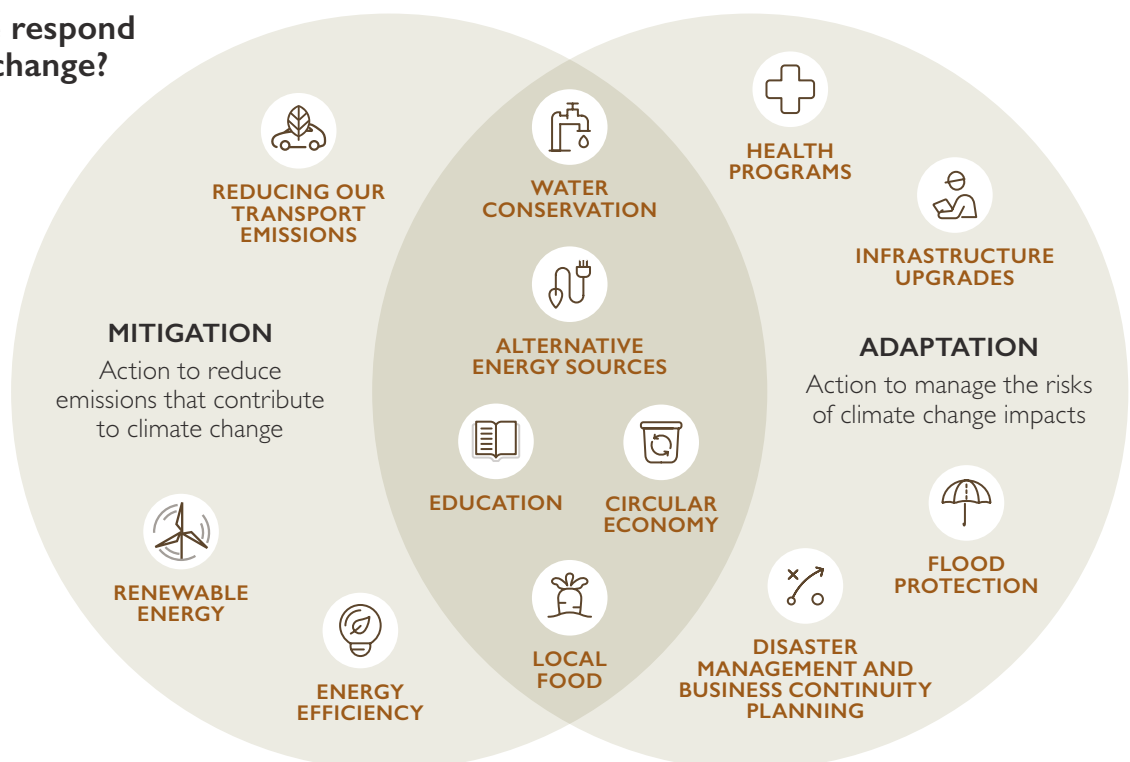 respond
change?
REDUCING OUR
TRANSPORT
EMISSIONS
WATER
CONSERVATION
HEALTH
PROGRAMS
INFRASTRUCTURE
UPGRADES
ALTERNATIVE
ENERGY SOURCES
MITIGATION
Action to reduce
emissions that contribute
to climate change
ADAPTATION
Action to manage the risks
of climate change impacts
EDUCATION
CIRCULAR
ECONOMY
RENEWABLE
ENERGY
FLOOD
PROTECTION
ENERGY
EFFICIENCY
LOCAL
FOOD
DISASTER
MANAGEMENT AND
BUSINESS CONTINUITY
PLANNING